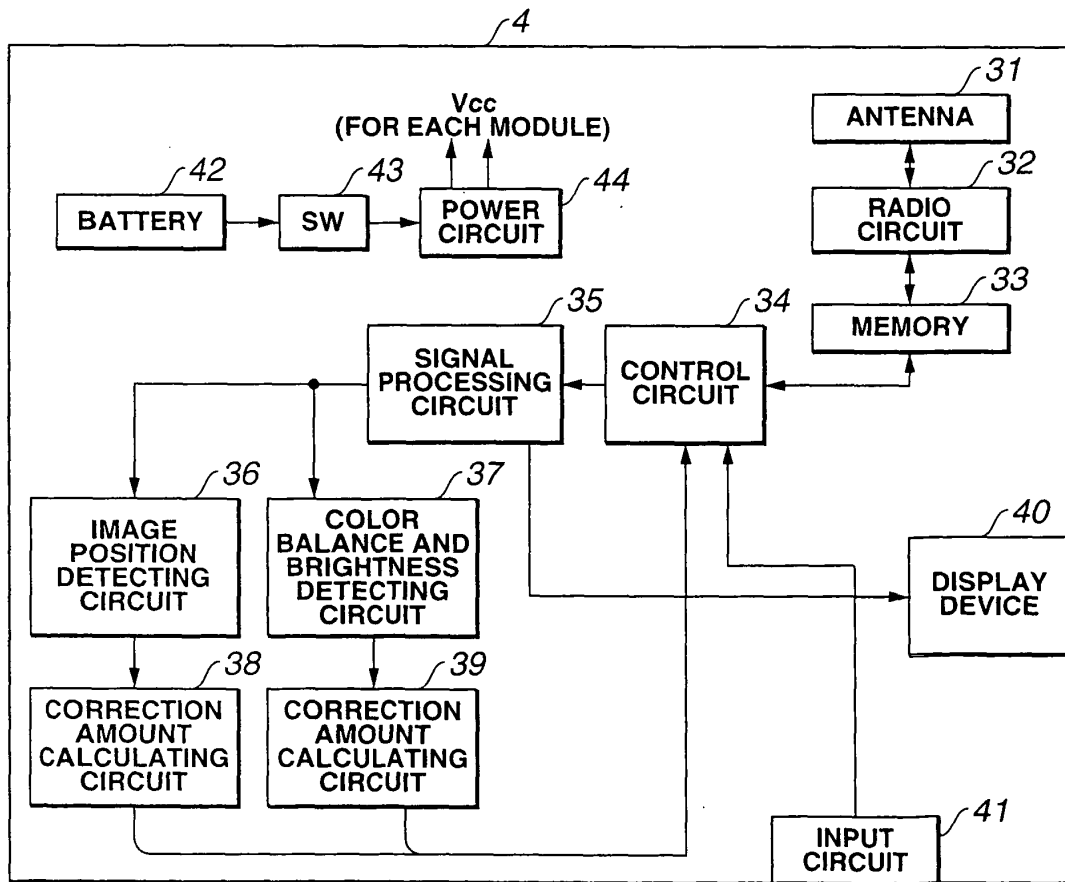 4
31
ANTENNA
Vcc
(FOR EACH MODULE)
42
BATTERY
43
SW
44
POWER
CIRCUIT
32
RADIO
CIRCUIT
33
MEMORY
35
SIGNAL
PROCESSING
CIRCUIT
34
CONTROL
CIRCUIT
36
IMAGE
POSITION
DETECTING
CIRCUIT
37
COLOR
BALANCE AND
BRIGHTNESS
DETECTING
CIRCUIT
40
DISPLAY
DEVICE
38
CORRECTION
AMOUNT
CALCULATING
CIRCUIT
39
CORRECTION
AMOUNT
CALCULATING
CIRCUIT
41
INPUT
CIRCUIT